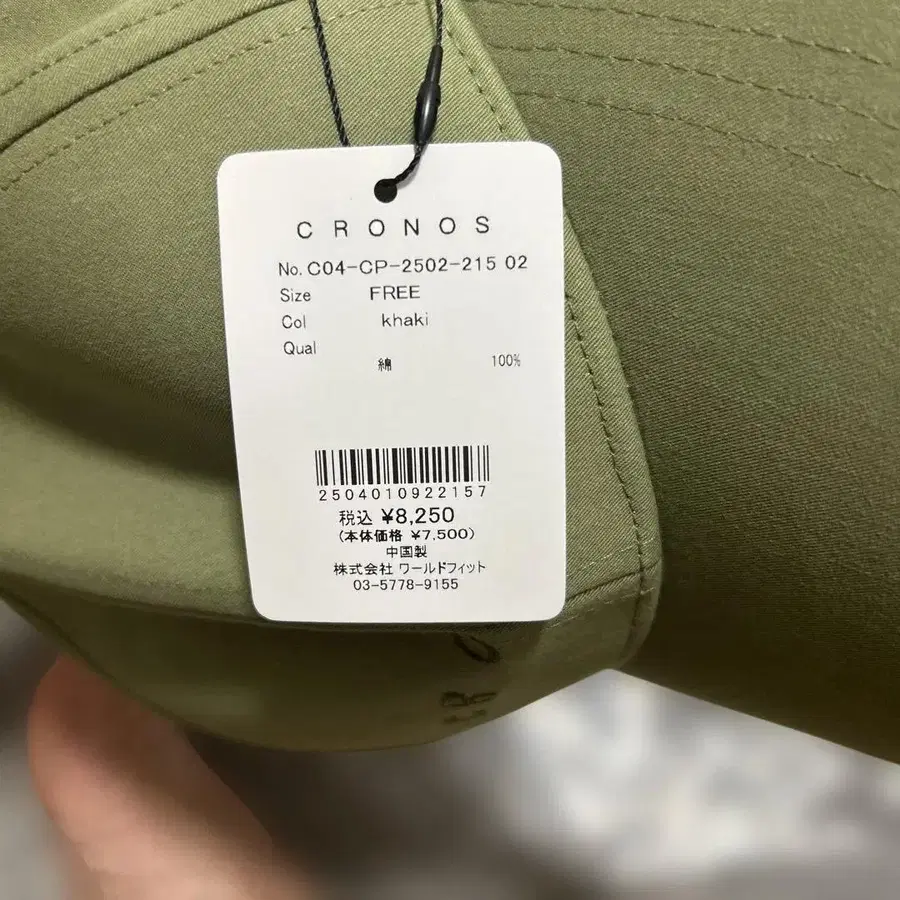 CRONOS
No. C04-CP-2502-215 02
Size FREE
Col khaki
Qual
綿 100%
2504010922157
税込 ¥8,250
(本体価格 ¥7,500)
中国製
株式会社 ワールドフィット
03-5778-9155
CR